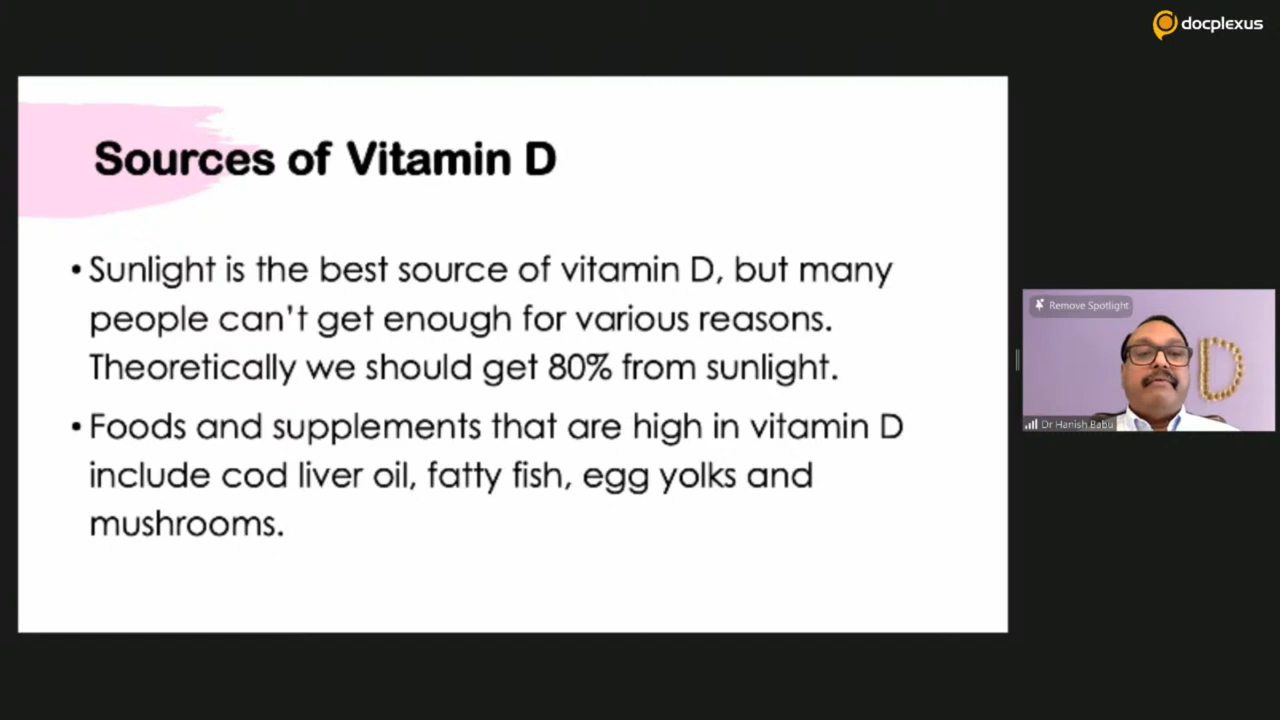 docplexus
Sources of Vitamin D
• Sunlight is the best source of vitamin D, but many
people can't get enough for various reasons.
Theoretically we should get 80% from sunlight.
• Foods and supplements that are high in vitamin D
include cod liver oil, fatty fish, egg yolks and
mushrooms.
Remove Spotlight
D
Dr Hanish Babu